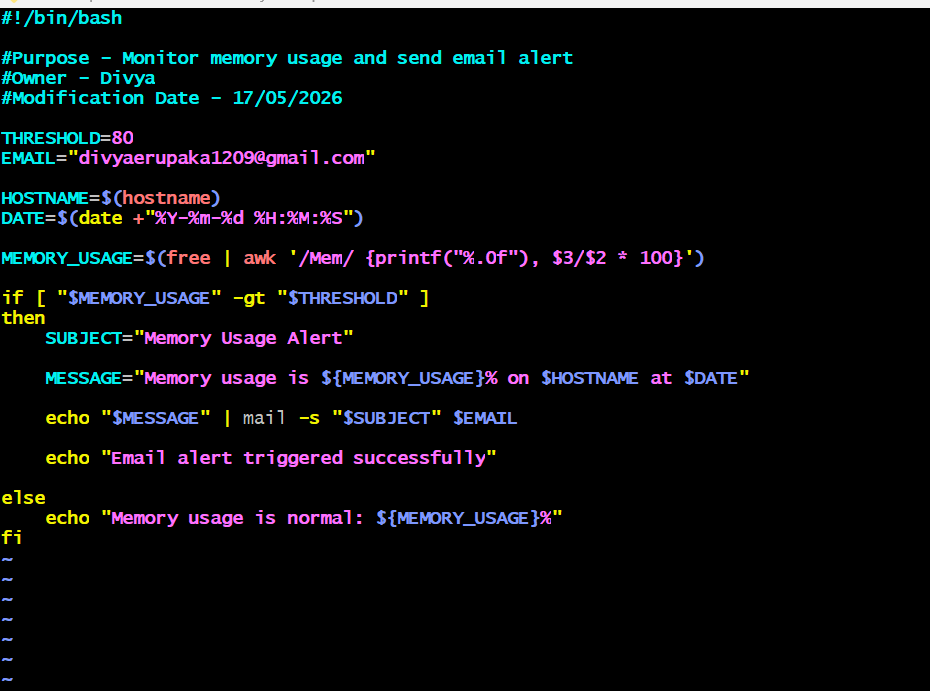 #!/bin/bash

#Purpose - Monitor memory usage and send email alert
#Owner - Divya
#Modification Date - 17/05/2026

THRESHOLD=80
EMAIL="divyaerupaka1209@gmail.com"

HOSTNAME=$(hostname)
DATE=$(date +"%Y-%m-%d %H:%M:%S")

MEMORY_USAGE=$(free | awk '/Mem/ {printf("%.0f"), $3/$2 * 100}')

if [ "$MEMORY_USAGE" -gt "$THRESHOLD" ]
then
    SUBJECT="Memory Usage Alert"

    MESSAGE="Memory usage is ${MEMORY_USAGE}% on $HOSTNAME at $DATE"

    echo "$MESSAGE" | mail -s "$SUBJECT" $EMAIL

    echo "Email alert triggered successfully"

else
    echo "Memory usage is normal: ${MEMORY_USAGE}%"
fi
~
~
~
~
~
~
~